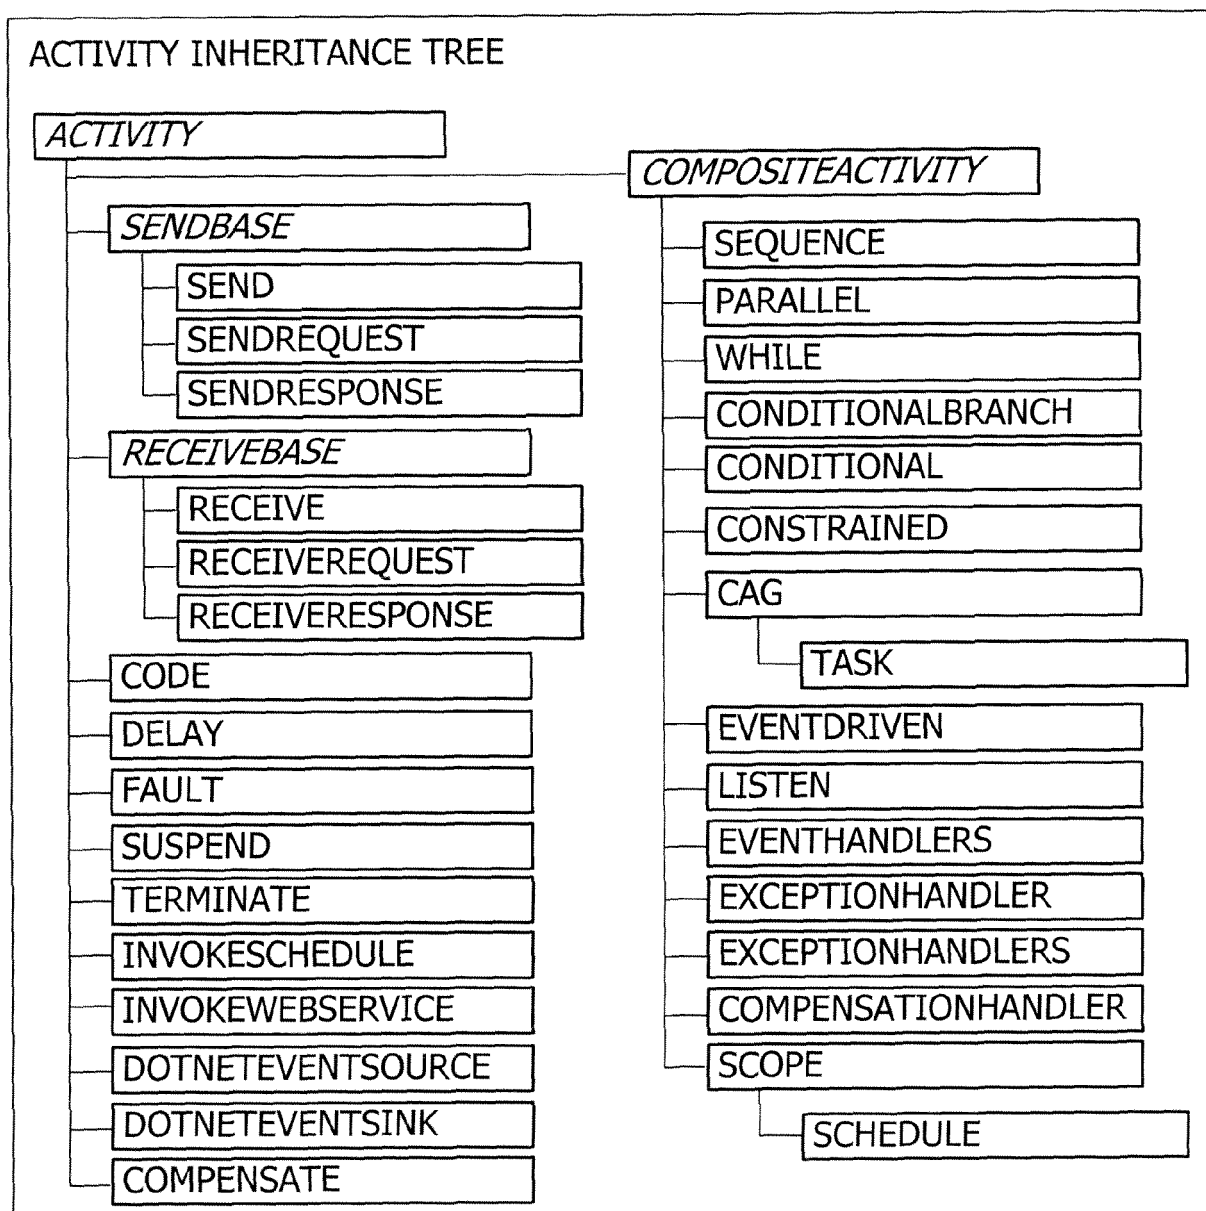 ACTIVITY INHERITANCE TREE
ACTIVITY
SENDBASE
SEND
SENDREQUEST
SENDRESPONSE
RECEIVEBASE
RECEIVE
RECEIVEREQUEST
RECEIVERESPONSE
CODE
DELAY
FAULT
SUSPEND
TERMINATE
INVOKESCHEDULE
INVOKEWEBSERVICE
DOTNETEVENTSOURCE
DOTNETEVENTSINK
COMPENSATE
COMPOSITEACTIVITY
SEQUENCE
PARALLEL
WHILE
CONDITIONALBRANCH
CONDITIONAL
CONSTRAINED
CAG
TASK
EVENTDRIVEN
LISTEN
EVENTHANDLERS
EXCEPTIONHANDLER
EXCEPTIONHANDLERS
COMPENSATIONHANDLER
SCOPE
SCHEDULE